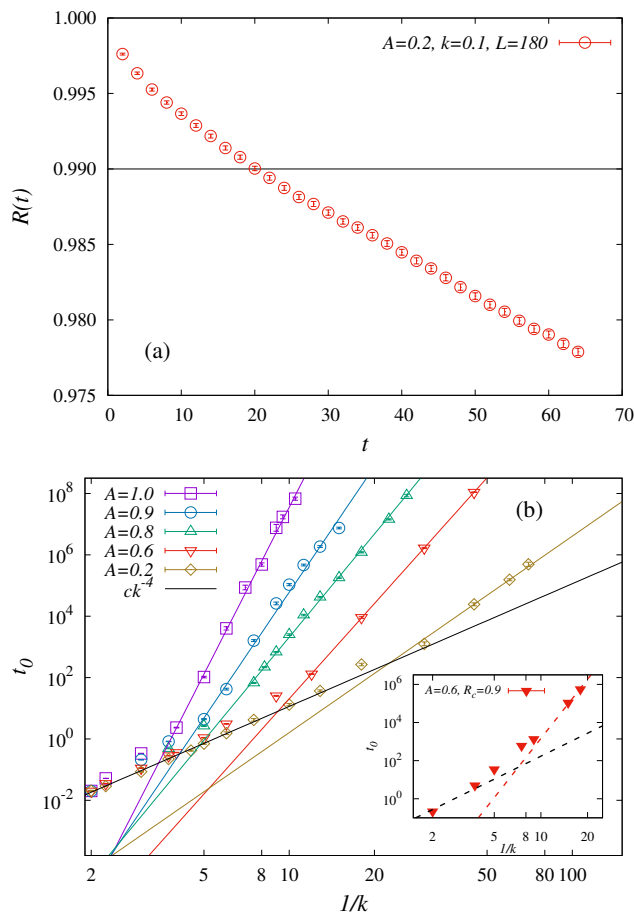 1.000
0.995
0.990
0.985
0.980
0.975
R(t)
A=0.2, k=0.1, L=180
(a)
0 10 20 30 40 50 60 70
t
10^8
10^6
10^4
10^2
10^0
10^-2
t_0
A=1.0
A=0.9
A=0.8
A=0.6
A=0.2
ck^-4
(b)
A=0.6, R_c=0.9
10^6
10^4
10^2
10^0
t_0
2 5 8 10 20
1/k
2 5 8 10 20 50 80 100
1/k